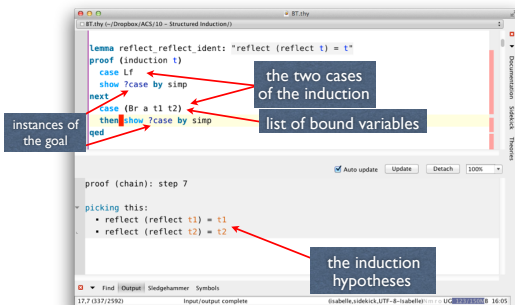 BT.thy
BT.thy (~/Dropbox/ACS/10 – Structured Induction/)
lemma reflect_reflect_ident: "reflect (reflect t) = t"
proof (induction t)
case Lf
show ?case by simp
next
case (Br a t1 t2)
then show ?case by simp
qed
the two cases
of the induction
list of bound variables
instances of
the goal
Documentation
Sidekick
Theories
Auto update
Update
Detach
100%
proof (chain): step 7
picking this:
• reflect (reflect t1) = t1
• reflect (reflect t2) = t2
the induction
hypotheses
Find Output Sledgehammer Symbols
17,7 (337/2592)
Input/output complete
(isabelle,sidekick,UTF-8-Isabelle)
16:05